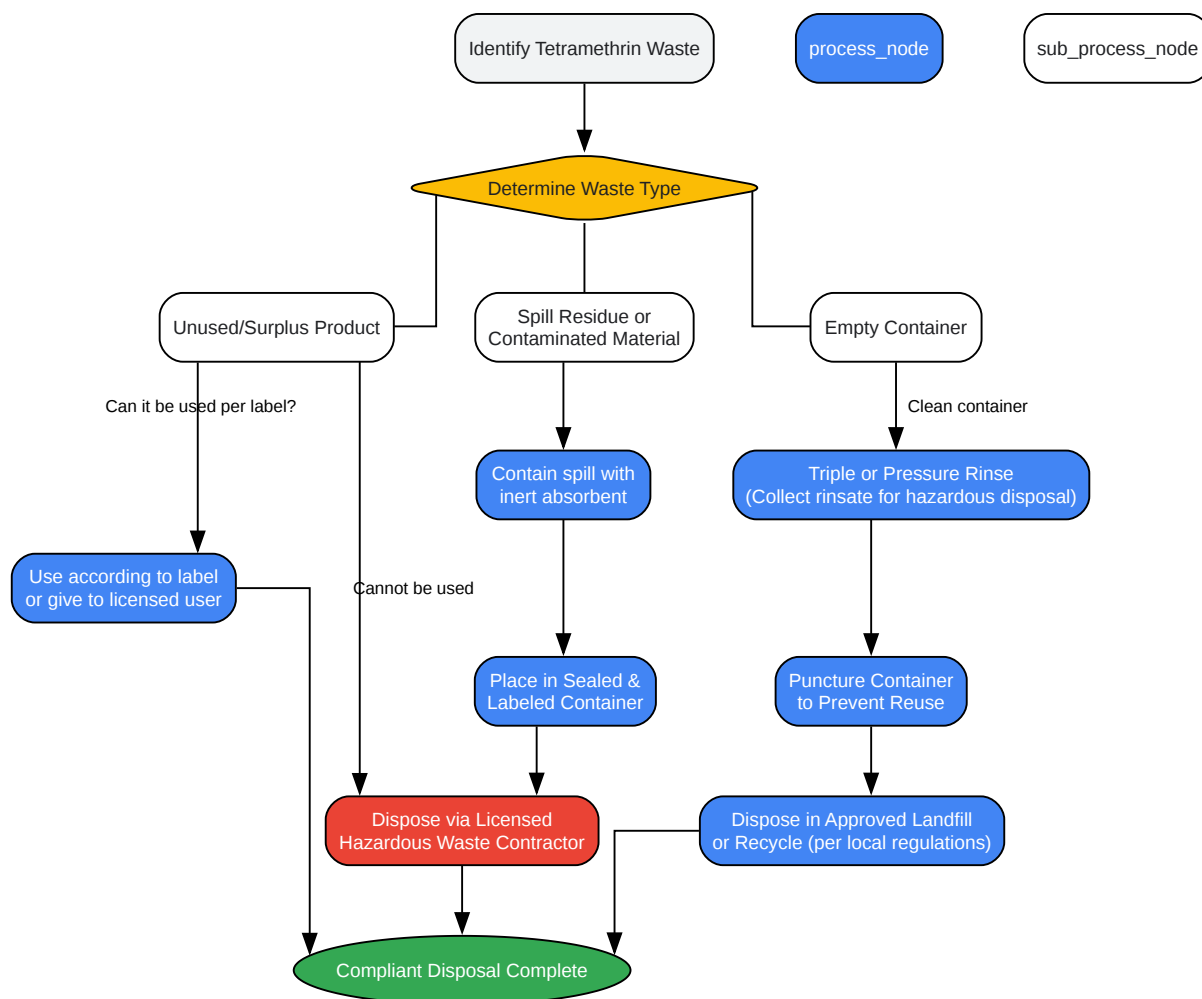 Identify Tetramethrin Waste
process_node
sub_process_node
Determine Waste Type
Unused/Surplus Product
Spill Residue or
Contaminated Material
Empty Container
Can it be used per label?
Clean container
Contain spill with
inert absorbent
Triple or Pressure Rinse
(Collect rinsate for hazardous disposal)
Use according to label
or give to licensed user
Cannot be used
Place in Sealed &
Labeled Container
Puncture Container
to Prevent Reuse
Dispose via Licensed
Hazardous Waste Contractor
Dispose in Approved Landfill
or Recycle (per local regulations)
Compliant Disposal Complete